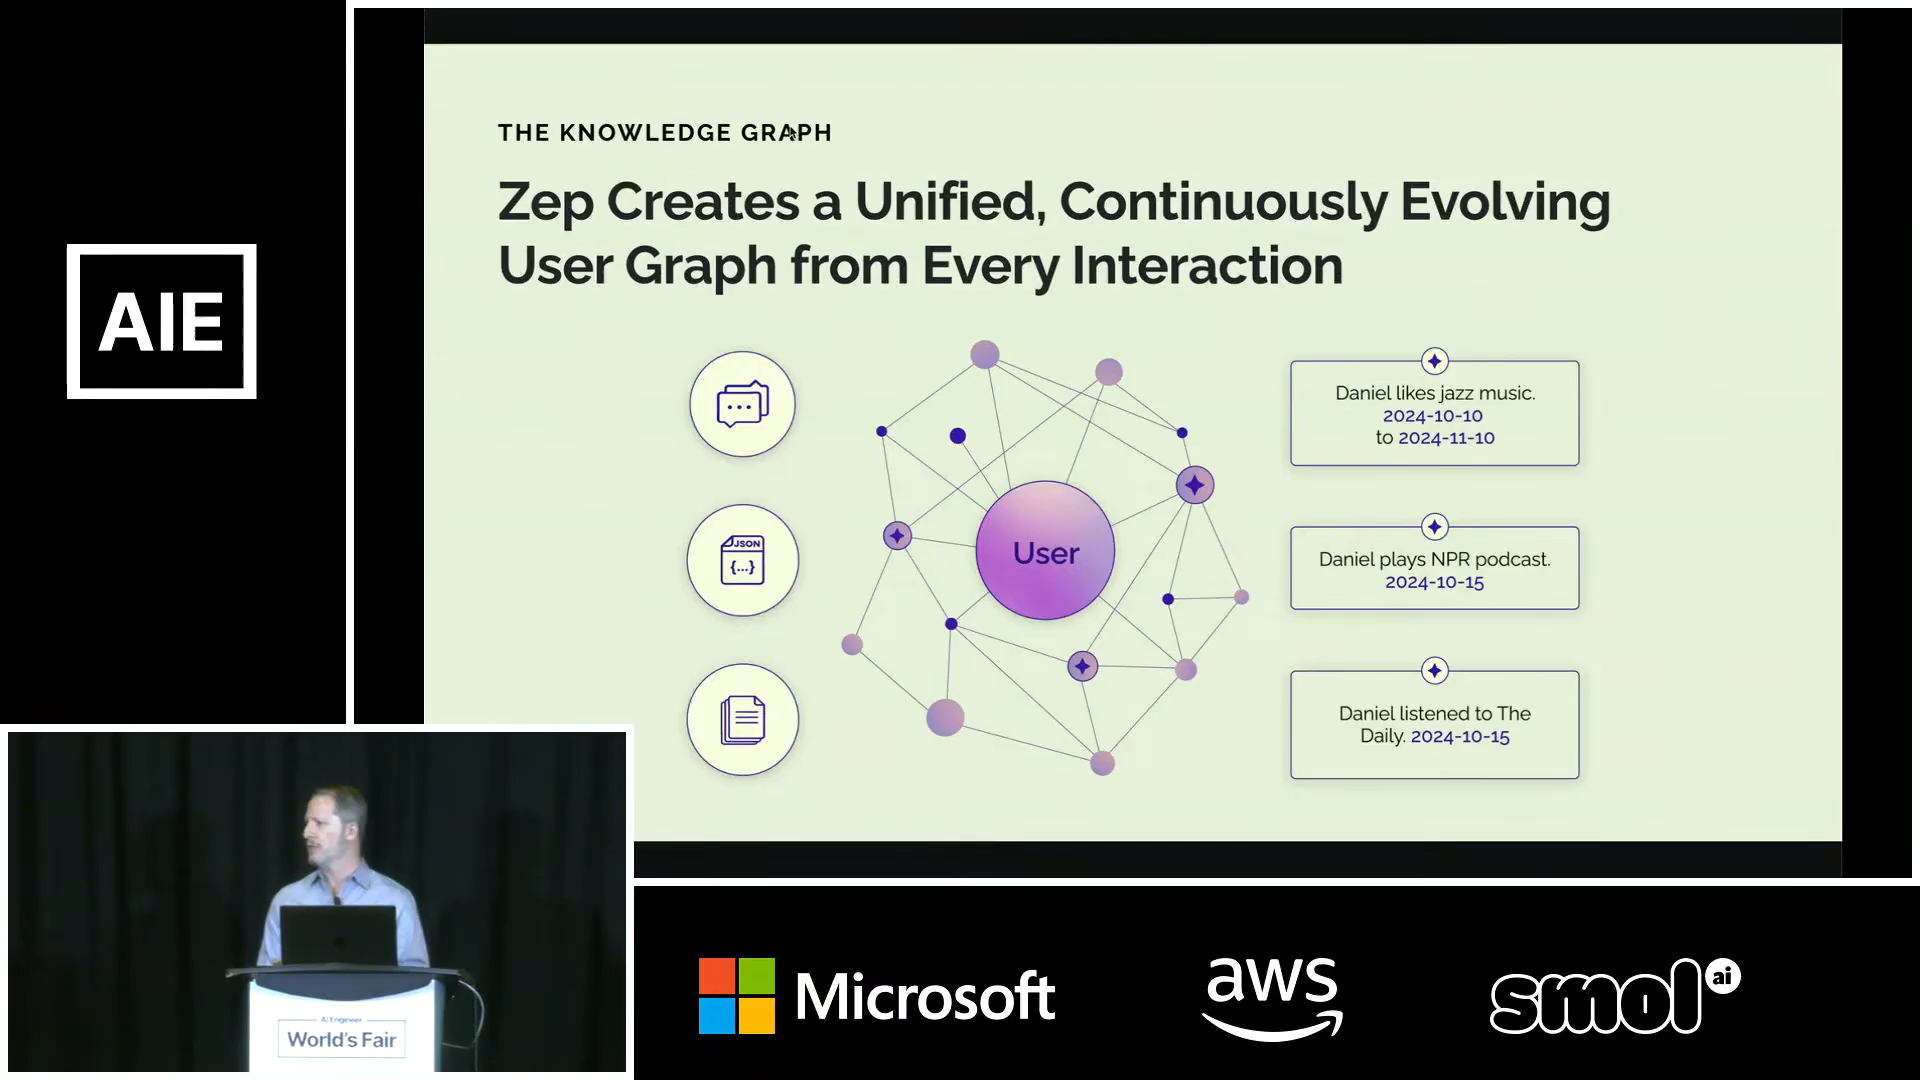 AIE
THE KNOWLEDGE GRAPH
Zep Creates a Unified, Continuously Evolving
User Graph from Every Interaction
JSON
{...}
User
Daniel likes jazz music.
2024-10-10
to 2024-11-10
Daniel plays NPR podcast.
2024-10-15
Daniel listened to The
Daily. 2024-10-15
AI Engineer
World's Fair
Microsoft
aws
smol ai